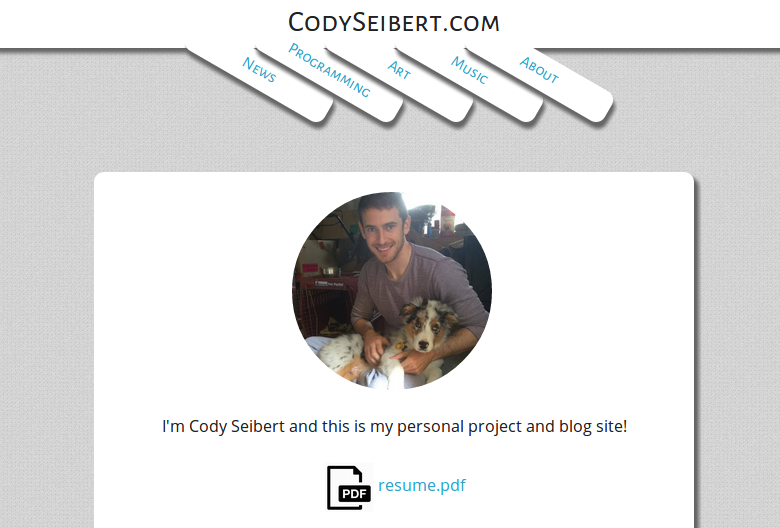 CodySeibert.com
News
Programming
Art
Music
About
I'm Cody Seibert and this is my personal project and blog site!
PDF
resume.pdf